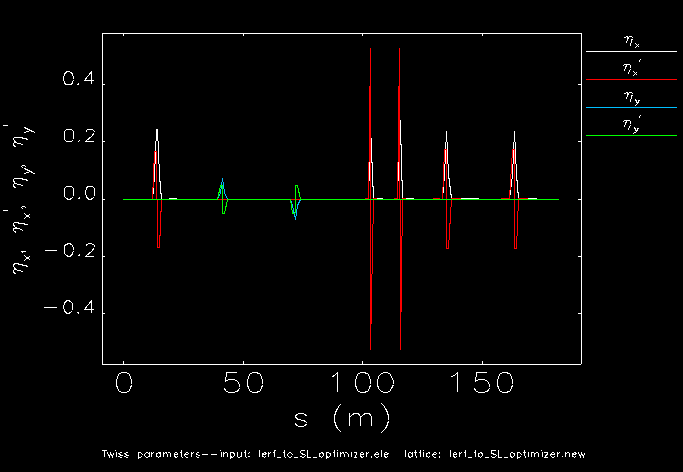 η_x
η_x'
η_y
η_y'
η_x, η_x', η_y, η_y'
0.4
0.2
0.0
−0.2
−0.4
0 50 100 150
s (m)
Twiss parameters--input: lerf_to_SL_optimizer.ele lattice: lerf_to_SL_optimizer.new